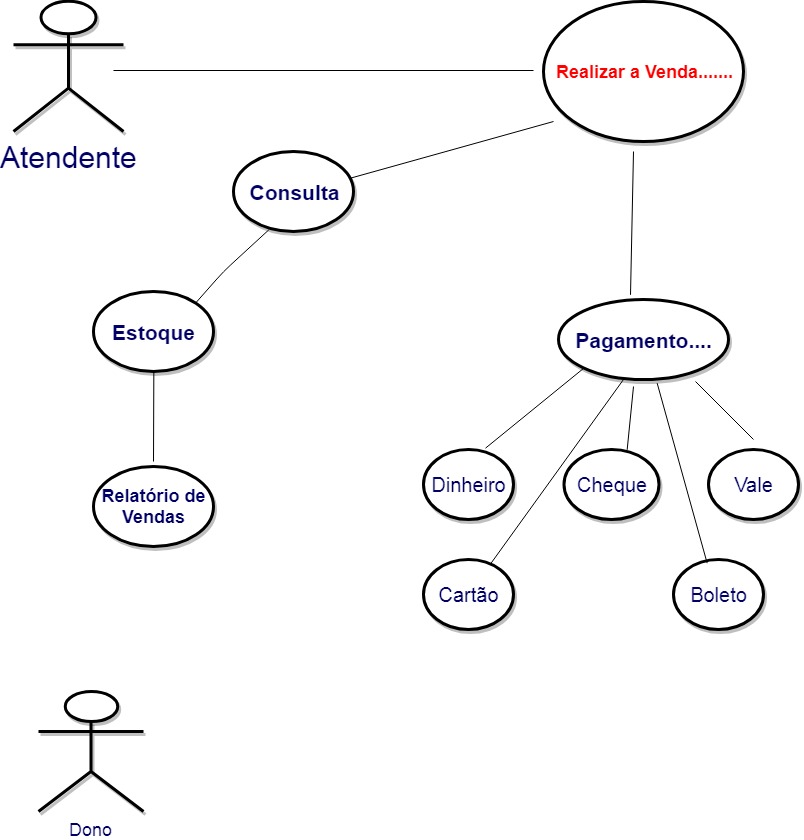 Realizar a Venda.......
Atendente
Consulta
Estoque
Pagamento....
Dinheiro
Cheque
Vale
Relatório de
Vendas
Cartão
Boleto
Dono